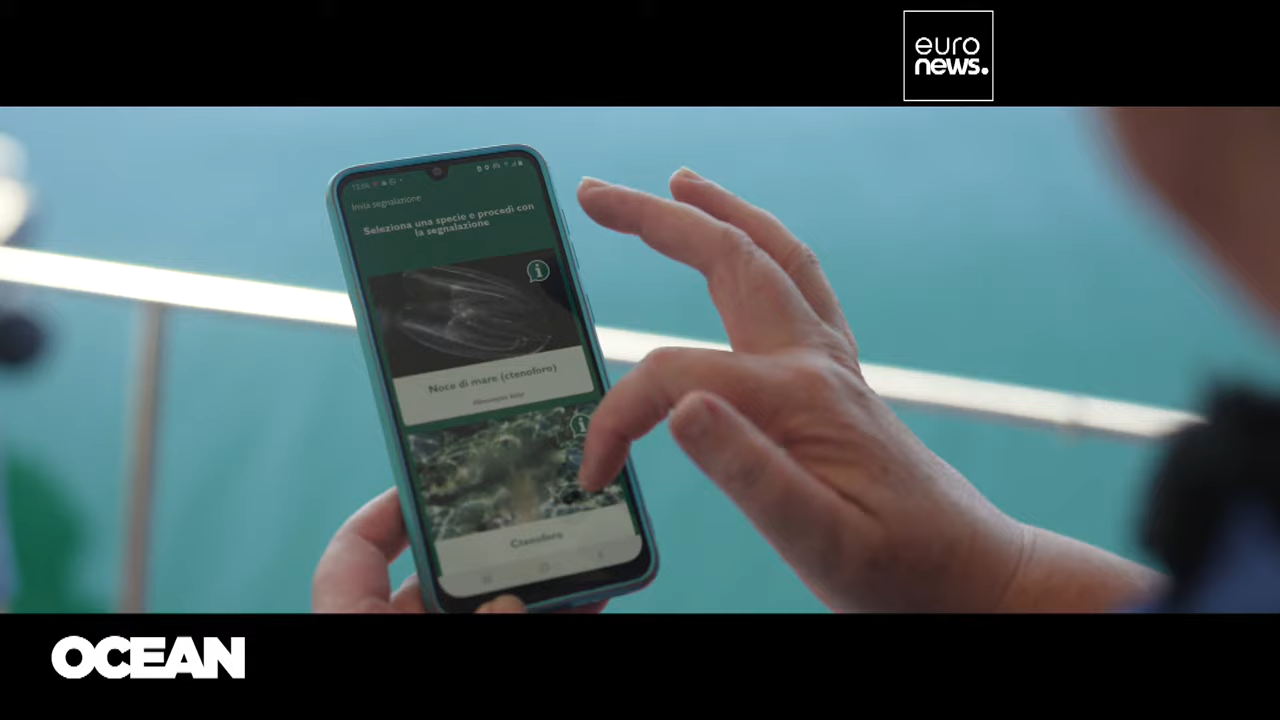 euro
news.
Invia segnalazione
Seleziona una specie e procedi con
la segnalazione
Noce di mare (ctenoforo)
Ctenoforo
OCEAN